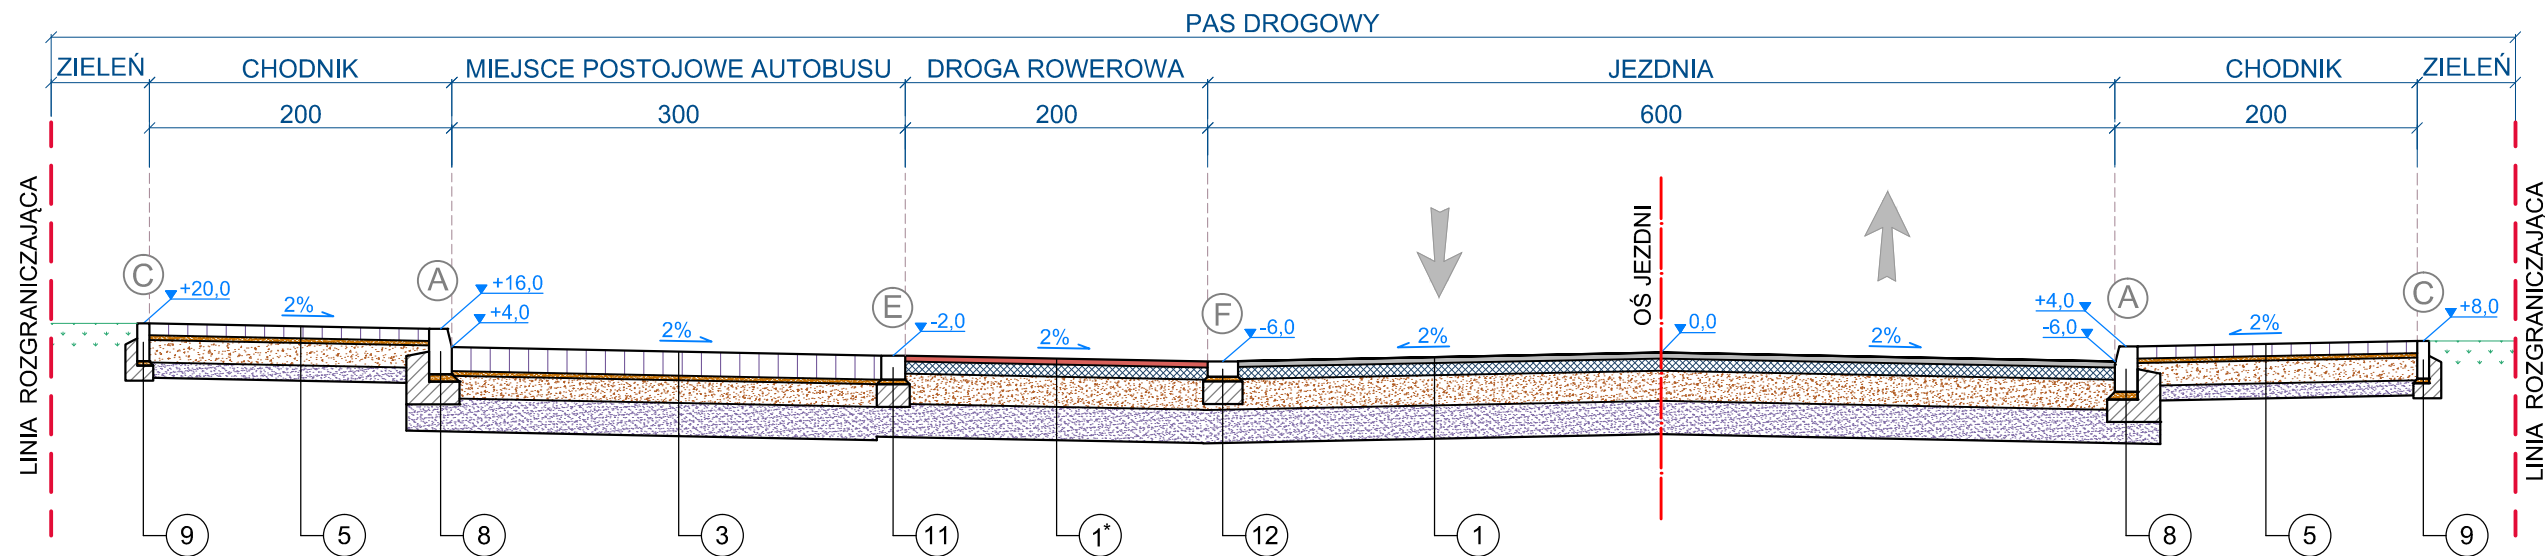 PAS DROGOWY
ZIELEŃ CHODNIK MIEJSCE POSTOJOWE AUTOBUSU DROGA ROWEROWA JEZDNIA CHODNIK ZIELEŃ
200 300 200 600 200
LINIA ROZGRANICZAJĄCA
OŚ JEZDNI
LINIA ROZGRANICZAJĄCA
C A E F A C
+20,0 +16,0 +4,0 -2,0 -6,0 0,0 +4,0 -6,0 +8,0
2% 2% 2% 2% 2% 2%
9 5 8 3 11 1* 12 1 8 5 9